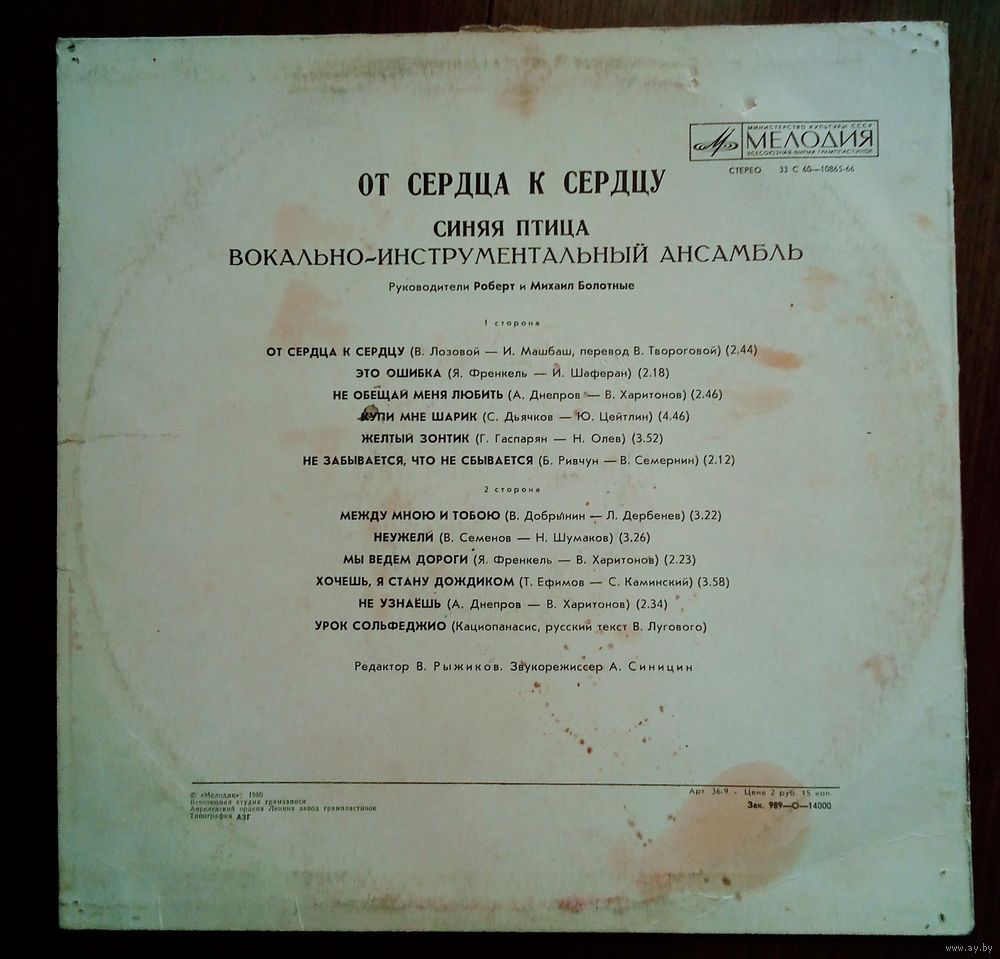 МИНИСТЕРСТВО КУЛЬТУРЫ СССР
МЕЛОДИЯ
ВСЕСОЮЗНАЯ ФИРМА ГРАМПЛАСТИНОК
СТЕРЕО 33 С 60—10865-66
ОТ СЕРДЦА К СЕРДЦУ
СИНЯЯ ПТИЦА
ВОКАЛЬНО-ИНСТРУМЕНТАЛЬНЫЙ АНСАМБЛЬ
Руководители Роберт и Михаил Болотные
1 сторона
ОТ СЕРДЦА К СЕРДЦУ (В. Лозовой — И. Машбаш, перевод В. Твороговой) (2.44)
ЭТО ОШИБКА (Я. Френкель — И. Шаферан) (2.18)
НЕ ОБЕЩАЙ МЕНЯ ЛЮБИТЬ (А. Днепров — В. Харитонов) (2.46)
КУПИ МНЕ ШАРИК (С. Дьячков — Ю. Цейтлин) (4.46)
ЖЕЛТЫЙ ЗОНТИК (Г. Гаспарян — Н. Олев) (3.52)
НЕ ЗАБЫВАЕТСЯ, ЧТО НЕ СБЫВАЕТСЯ (Б. Ривчун — В. Семернин) (2.12)
2 сторона
МЕЖДУ МНОЮ И ТОБОЮ (В. Добрынин — Л. Дербенев) (3.22)
НЕУЖЕЛИ (В. Семенов — Н. Шумаков) (3.26)
МЫ ВЕДЕМ ДОРОГИ (Я. Френкель — В. Харитонов) (2.23)
ХОЧЕШЬ, Я СТАНУ ДОЖДИКОМ (Т. Ефимов — С. Каминский) (3.58)
НЕ УЗНАЁШЬ (А. Днепров — В. Харитонов) (2.34)
УРОК СОЛЬФЕДЖИО (Кациопанасис, русский текст В. Лугового)
Редактор В. Рыжиков. Звукорежиссер А. Синицин
© «Мелодия», 1980
Всесоюзная студия грамзаписи
Апрелевский ордена Ленина завод грампластинок
Типография АЗГ
Арт. 36-9 . Цена 2 руб. 15 коп.
Зак. 989—О—14000
www.ay.by